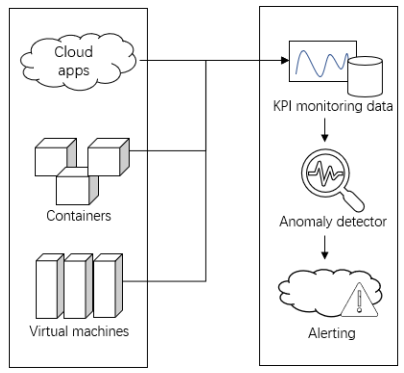 Cloud
apps
Containers
Virtual machines
KPI monitoring data
Anomaly detector
Alerting